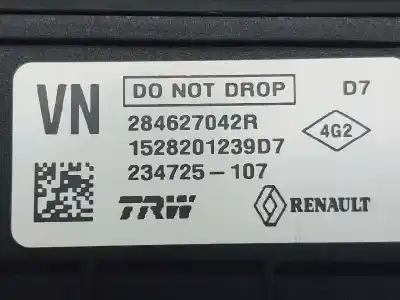 VN
DO NOT DROP
D7
284627042R
4G2
1528201239D7
234725-107
TRW
RENAULT